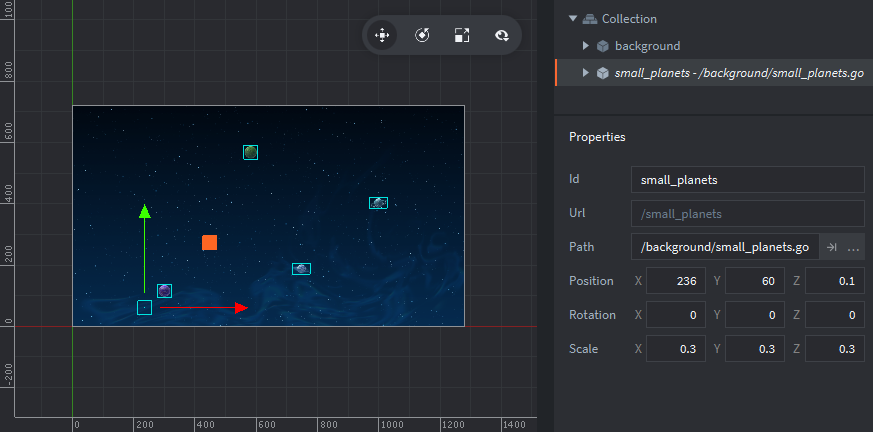 Collection
background
small_planets - /background/small_planets.go
Properties
Id small_planets
Url /small_planets
Path /background/small_planets.go ...
Position X 236 Y 60 Z 0.1
Rotation X 0 Y 0 Z 0
Scale X 0.3 Y 0.3 Z 0.3
100
800
600
400
200
0
-200
0 200 400 600 800 1000 1200 1400